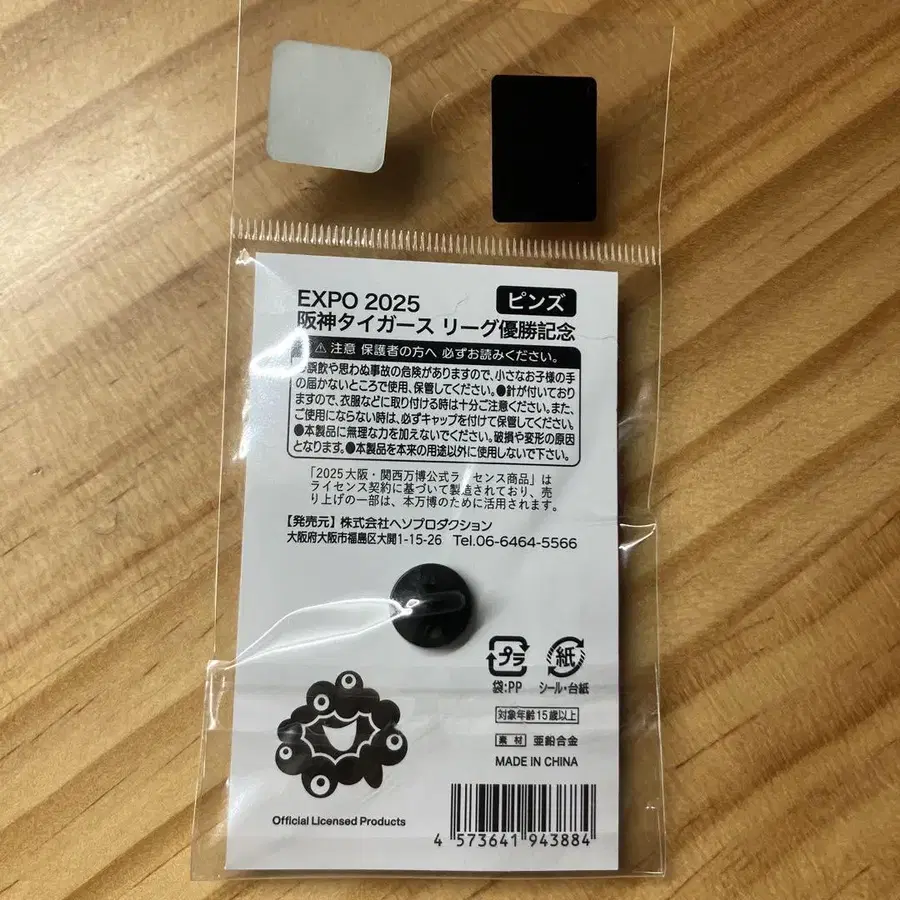 EXPO 2025 ピンズ
阪神タイガース リーグ優勝記念
⚠注意 保護者の方へ 必ずお読みください。
●誤飲や思わぬ事故の危険がありますので、小さなお子様の手
の届かないところで使用、保管してください。●針が付いており
ますので、衣服などに取り付ける時は十分ご注意ください。また、
ご使用にならない時は、必ずキャップを付けて保管してください。
●本製品に無理な力を加えないでください。破損や変形の原因
となります。●本製品を本来の用途以外に使用しないで下さい。
「2025大阪・関西万博公式ライセンス商品」は
ライセンス契約に基づいて製造されており、売
り上げの一部は、本万博のために活用されます。
【発売元】株式会社ヘソプロダクション
大阪府大阪市福島区大開1-15-26 Tel.06-6464-5566
プラ 紙
袋:PP シール・台紙
対象年齢15歳以上
素材 亜鉛合金
MADE IN CHINA
Official Licensed Products
4 573641 943884